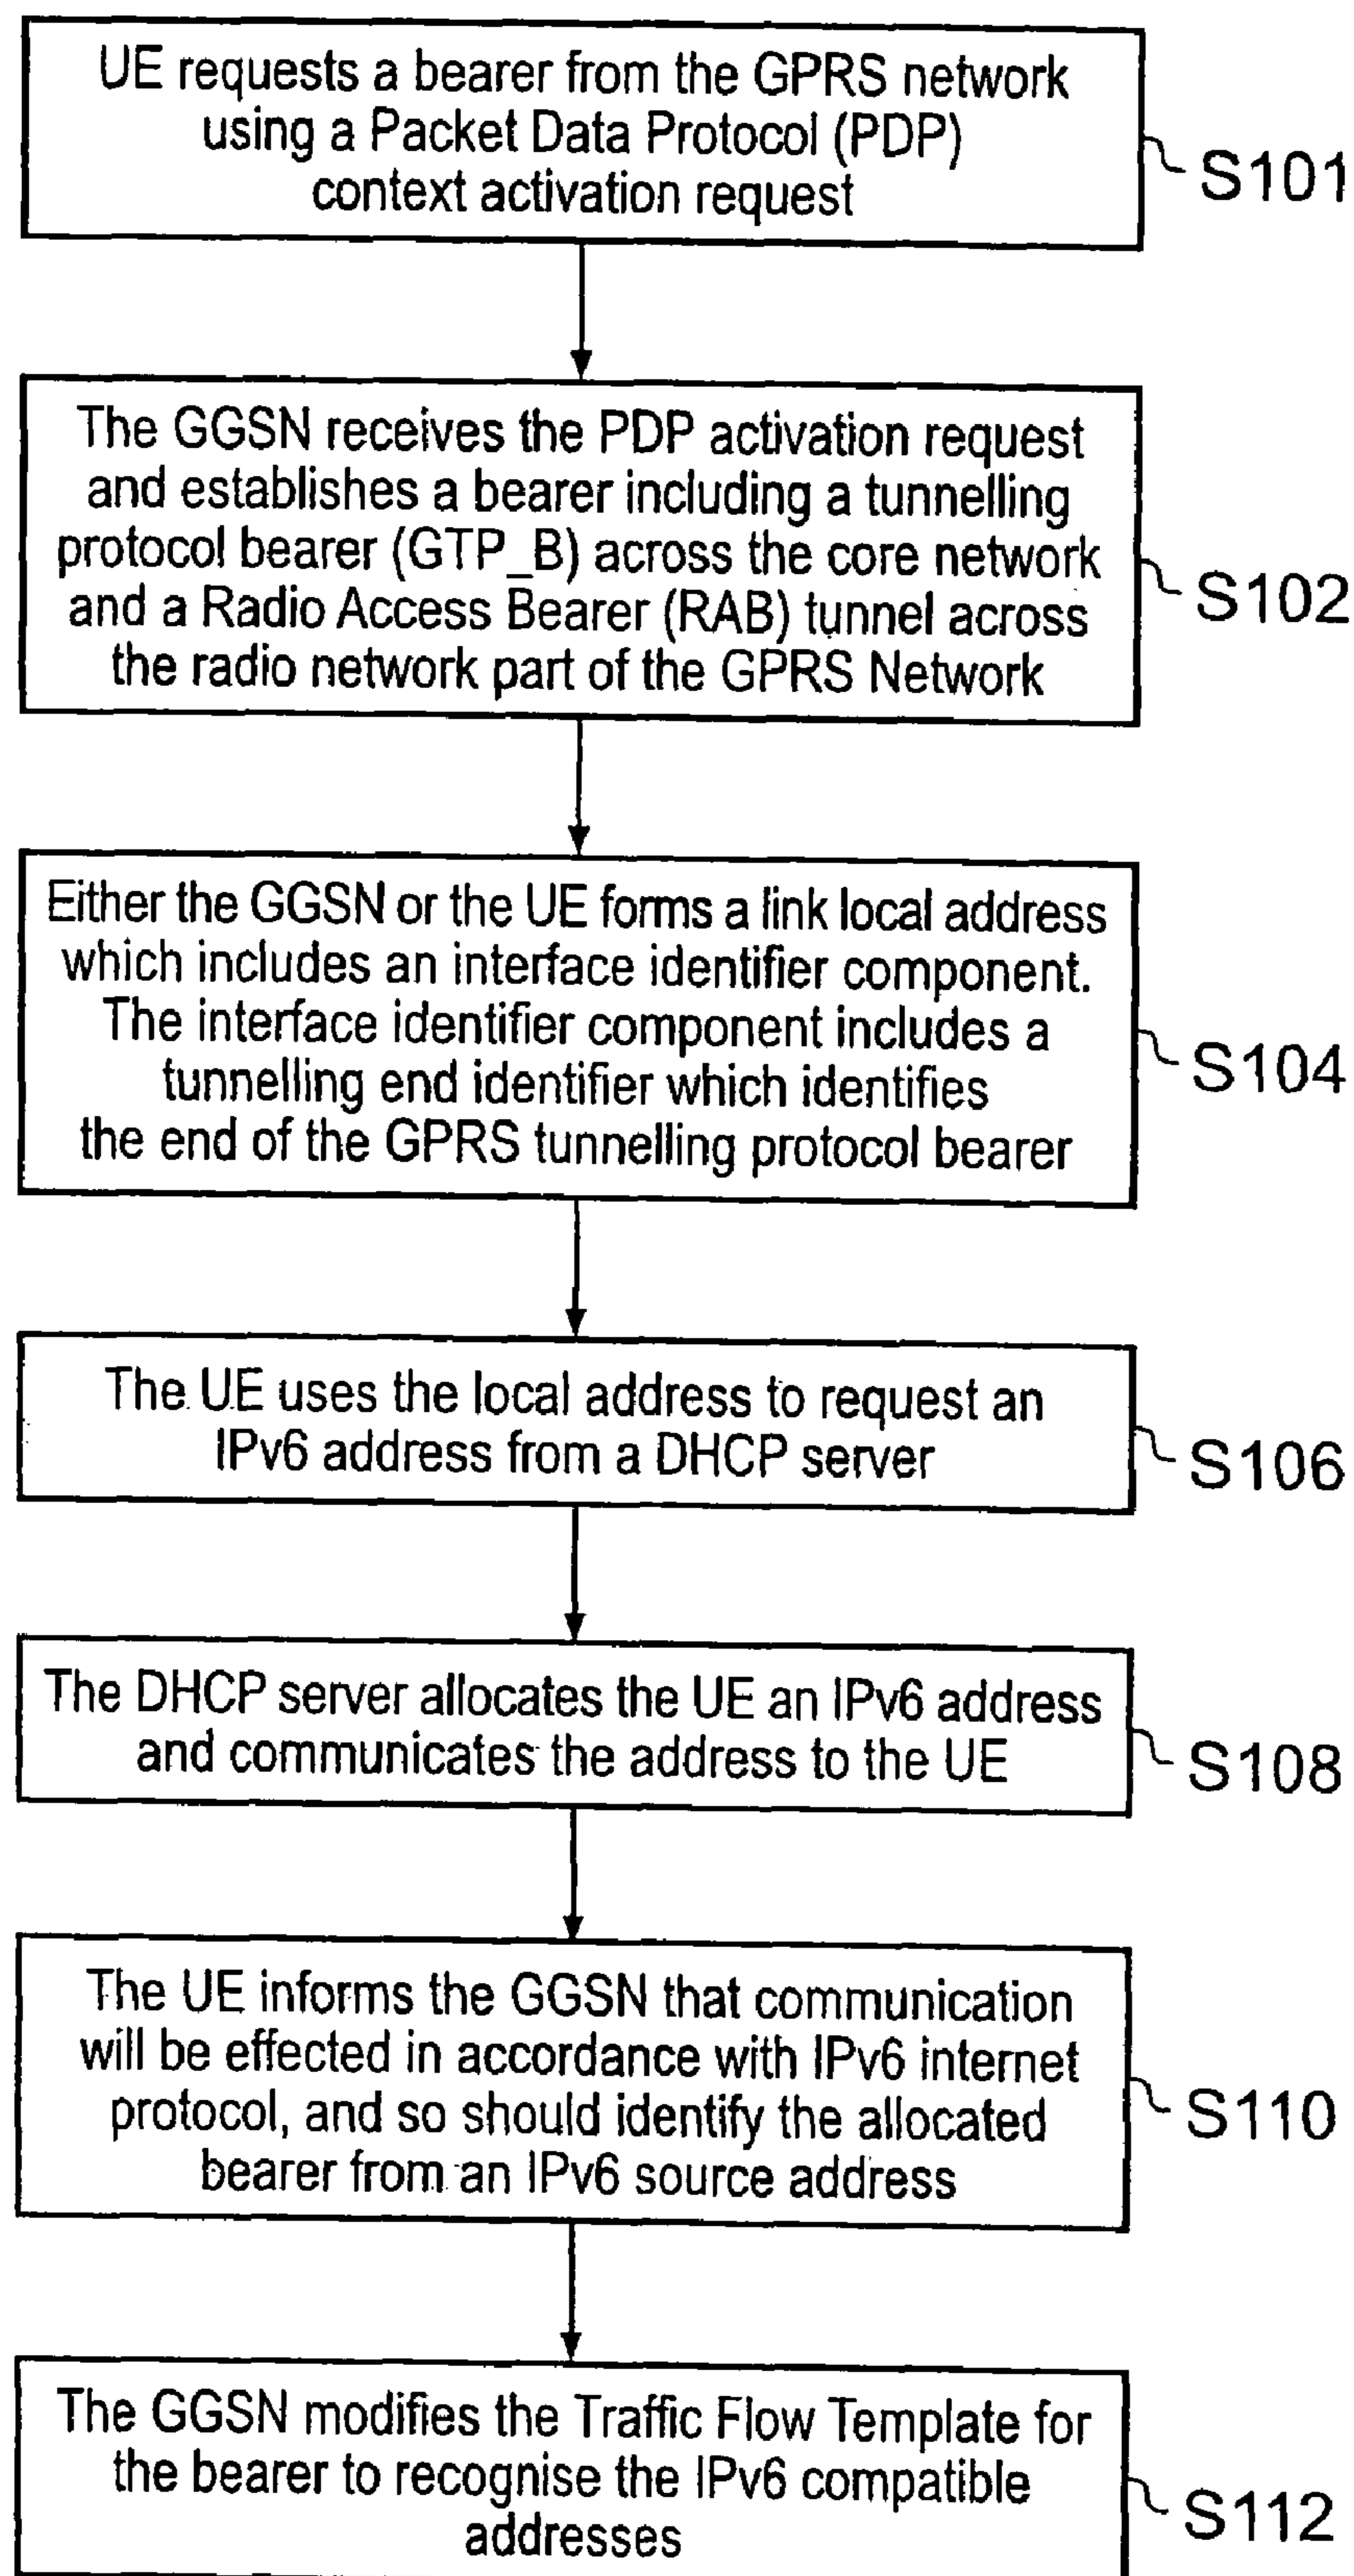 UE requests a bearer from the GPRS network
using a Packet Data Protocol (PDP)
context activation request
S101
The GGSN receives the PDP activation request
and establishes a bearer including a tunnelling
protocol bearer (GTP_B) across the core network
and a Radio Access Bearer (RAB) tunnel across
the radio network part of the GPRS Network
S102
Either the GGSN or the UE forms a link local address
which includes an interface identifier component.
The interface identifier component includes a
tunnelling end identifier which identifies
the end of the GPRS tunnelling protocol bearer
S104
The UE uses the local address to request an
IPv6 address from a DHCP server
S106
The DHCP server allocates the UE an IPv6 address
and communicates the address to the UE
S108
The UE informs the GGSN that communication
will be effected in accordance with IPv6 internet
protocol, and so should identify the allocated
bearer from an IPv6 source address
S110
The GGSN modifies the Traffic Flow Template for
the bearer to recognise the IPv6 compatible
addresses
S112